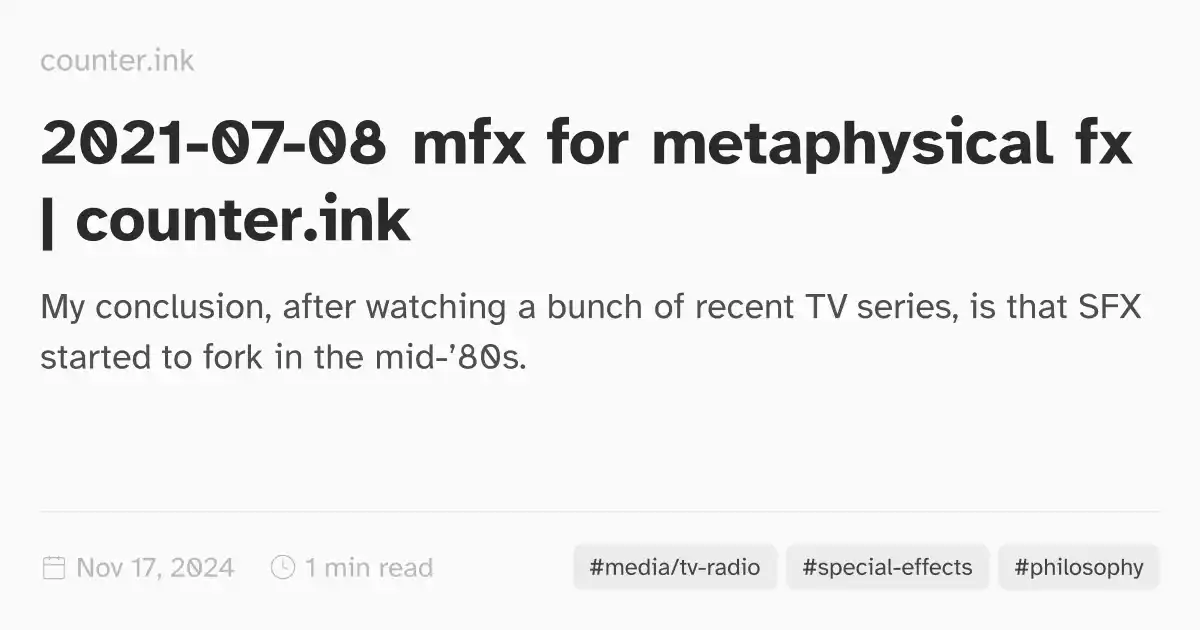 counter.ink
2021-07-08 mfx for metaphysical fx
| counter.ink
My conclusion, after watching a bunch of recent TV series, is that SFX
started to fork in the mid-’80s.
Nov 17, 2024 1 min read #media/tv-radio #special-effects #philosophy